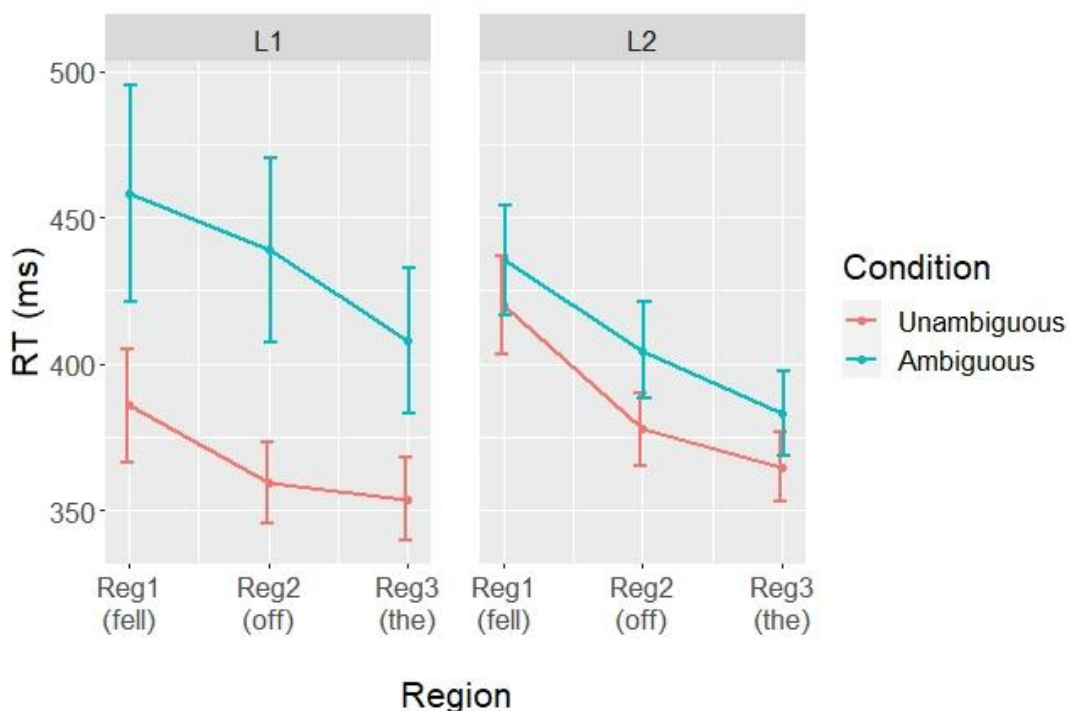 L1
L2
500
450
400
350
RT (ms)
Reg1
(fell)
Reg2
(off)
Reg3
(the)
Reg1
(fell)
Reg2
(off)
Reg3
(the)
Region
Condition
Unambiguous
Ambiguous